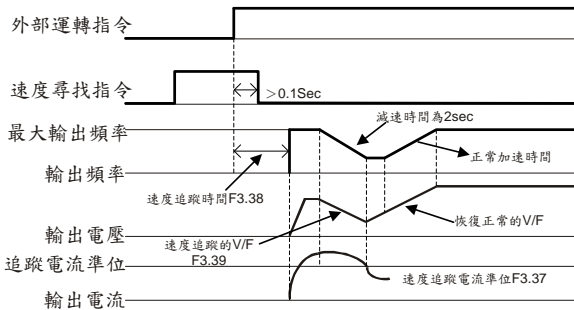 外部運轉指令
速度尋找指令
＞0.1Sec
減速時間為2sec
最大輸出頻率
正常加速時間
輸出頻率
速度追蹤時間F3.38
輸出電壓
速度追蹤的V/F
F3.39
恢復正常的V/F
追蹤電流準位
速度追蹤電流準位F3.37
輸出電流